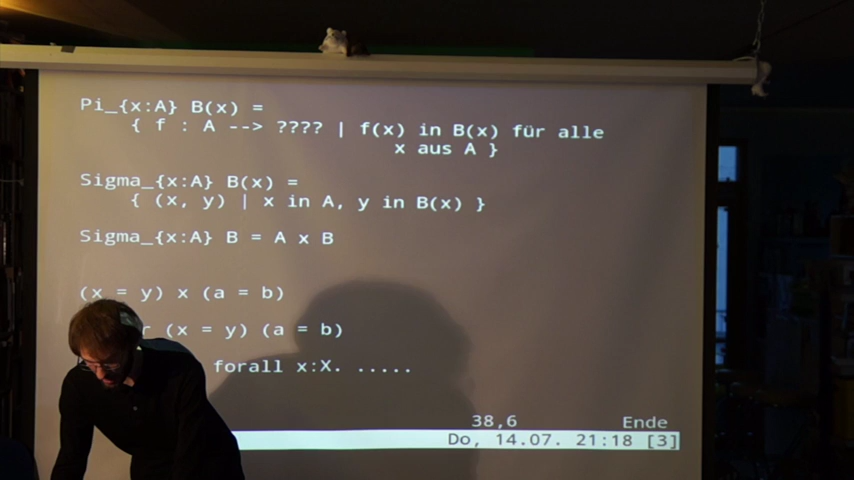 Pi_{x:A} B(x) =
{ f : A --> ???? | f(x) in B(x) für alle
x aus A }
Sigma_{x:A} B(x) =
{ (x, y) | x in A, y in B(x) }
Sigma_{x:A} B = A x B
(x = y) x (a = b)
(x = y) (a = b)
forall x:X. .....
38,6 Ende
Do, 14.07. 21:18 [3]